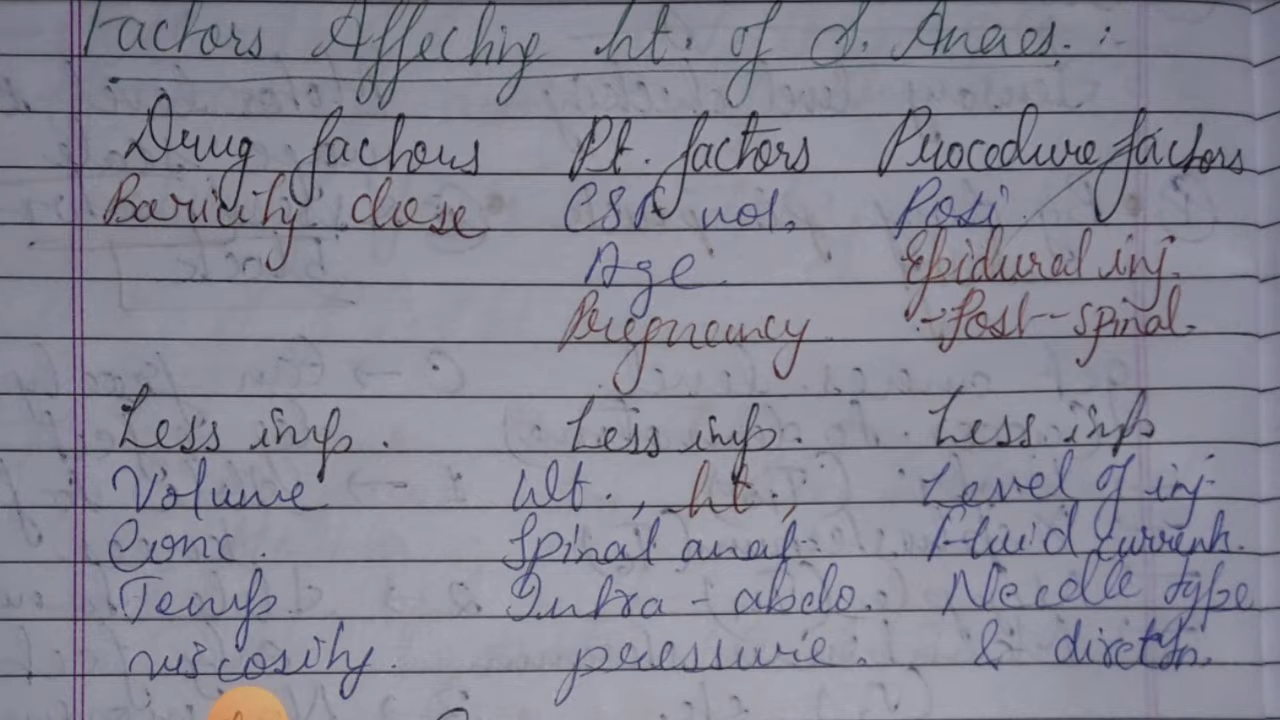 Factors Affecting ht. of S. Anaes. :-
Drug factors Pt. factors Procedure factors
Baricity dose CSF vol. Posi
Age Epidural inj.
Pregnancy - Post-spinal.
Less imp. Less imp. Less imp
Volume Wt., ht., Level of inj.
Conc. Spinal anat. Fluid currents.
Temp. Intra-abdo. Needle type
viscosity. pressure. & direct